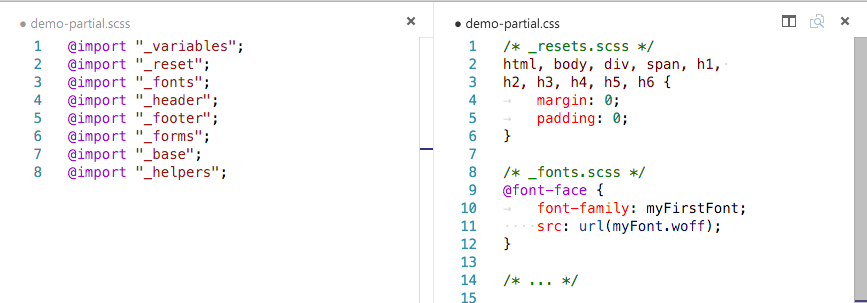 demo-partial.scss
1 @import "_variables";
2 @import "_reset";
3 @import "_fonts";
4 @import "_header";
5 @import "_footer";
6 @import "_forms";
7 @import "_base";
8 @import "_helpers";
demo-partial.css
1 /* _resets.scss */
2 html, body, div, span, h1,
3 h2, h3, h4, h5, h6 {
4 margin: 0;
5 padding: 0;
6 }
7
8 /* _fonts.scss */
9 @font-face {
10 font-family: myFirstFont;
11 src: url(myFont.woff);
12 }
13
14 /* ... */
15